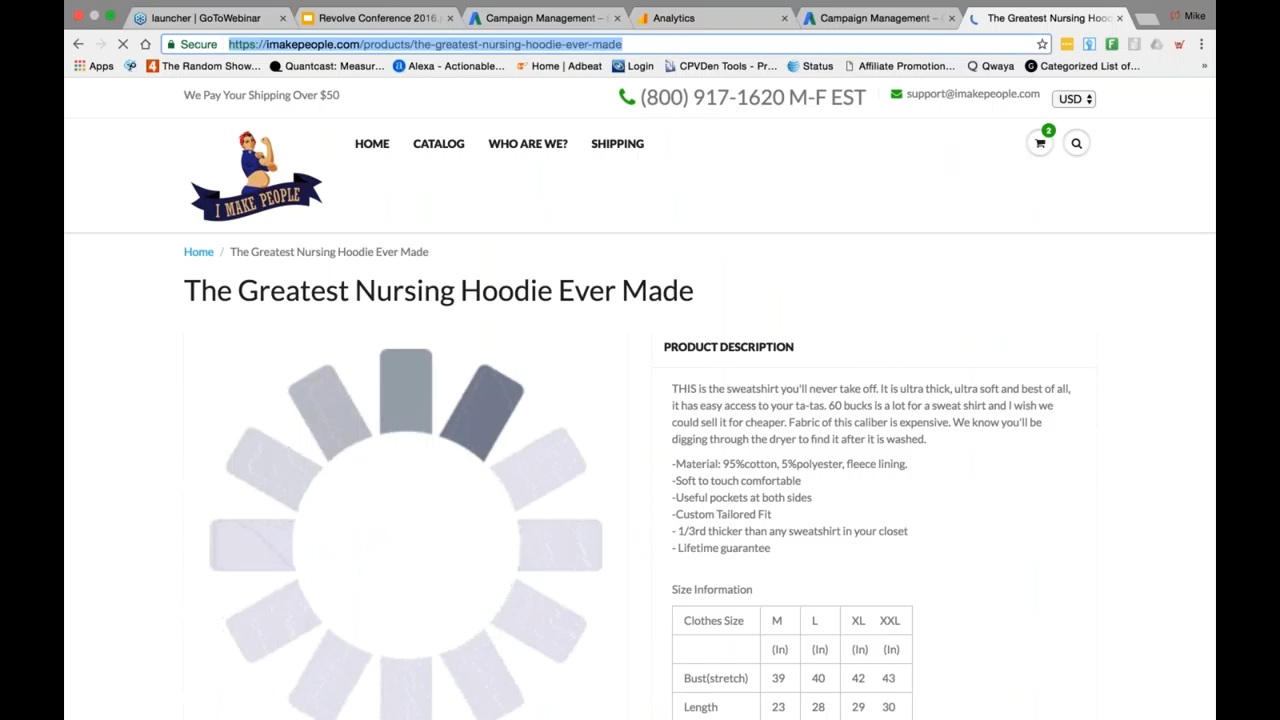 launcher | GoToWebinar
Revolve Conference 2016
Campaign Management –
Analytics
Campaign Management –
The Greatest Nursing Hood
Mike
Secure
https://imakepeople.com/products/the-greatest-nursing-hoodie-ever-made
Apps
The Random Show...
Quantcast: Measur...
Alexa - Actionable...
Home | Adbeat
Login
CPVDen Tools - Pr...
Status
Affiliate Promotion...
Qwaya
Categorized List of...
»
We Pay Your Shipping Over $50
(800) 917-1620 M-F EST
support@imakepeople.com
USD
I MAKE PEOPLE
HOME
CATALOG
WHO ARE WE?
SHIPPING
2
Home / The Greatest Nursing Hoodie Ever Made
The Greatest Nursing Hoodie Ever Made
PRODUCT DESCRIPTION
THIS is the sweatshirt you'll never take off. It is ultra thick, ultra soft and best of all,
it has easy access to your ta-tas. 60 bucks is a lot for a sweat shirt and I wish we
could sell it for cheaper. Fabric of this caliber is expensive. We know you'll be
digging through the dryer to find it after it is washed.
-Material: 95%cotton, 5%polyester, fleece lining.
-Soft to touch comfortable
-Useful pockets at both sides
-Custom Tailored Fit
- 1/3rd thicker than any sweatshirt in your closet
- Lifetime guarantee
Size Information
Clothes Size M L XL XXL
(In) (In) (In) (In)
Bust(stretch) 39 40 42 43
Length 23 28 29 30